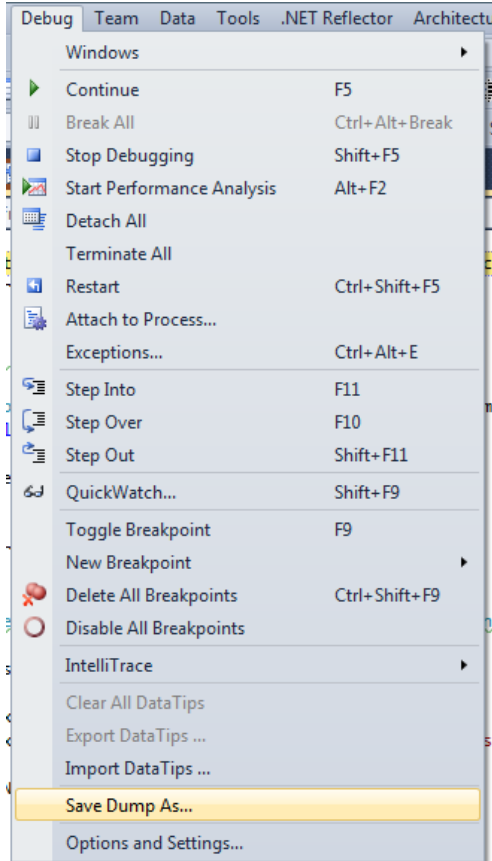 Debug Team Data Tools .NET Reflector Architectu
Windows
Continue F5
Break All Ctrl+Alt+Break
Stop Debugging Shift+F5
Start Performance Analysis Alt+F2
Detach All
Terminate All
Restart Ctrl+Shift+F5
Attach to Process...
Exceptions... Ctrl+Alt+E
Step Into F11
Step Over F10
Step Out Shift+F11
QuickWatch... Shift+F9
Toggle Breakpoint F9
New Breakpoint
Delete All Breakpoints Ctrl+Shift+F9
Disable All Breakpoints
IntelliTrace
Clear All DataTips
Export DataTips ...
Import DataTips ...
Save Dump As...
Options and Settings...